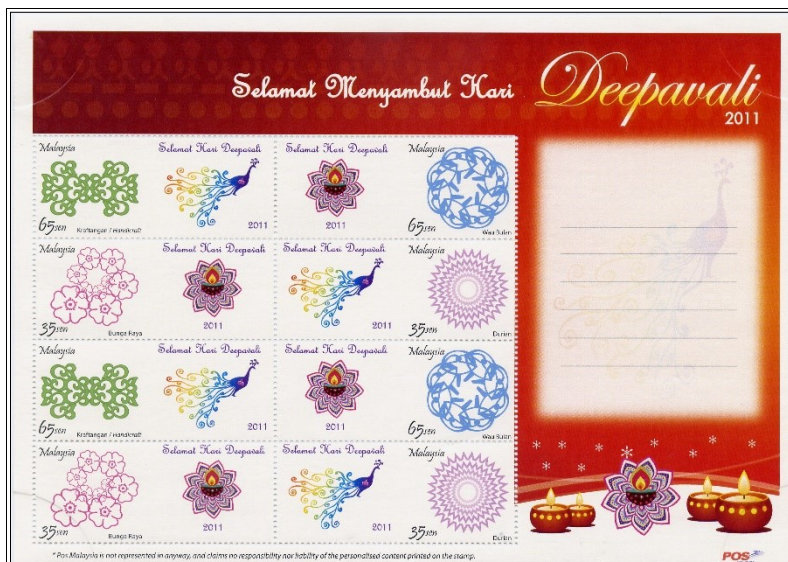 Selamat Menyambut Hari Deepavali
2011
Malaysia
65sen
Kraftangan / Handicraft
Selamat Hari Deepavali
2011
Selamat Hari Deepavali
2011
Malaysia
65sen
Wau Bulan
Malaysia
35sen
Bunga Raya
Selamat Hari Deepavali
2011
Selamat Hari Deepavali
2011
Malaysia
35sen
Durian
Malaysia
65sen
Kraftangan / Handicraft
Selamat Hari Deepavali
2011
Selamat Hari Deepavali
2011
Malaysia
65sen
Wau Bulan
Malaysia
35sen
Bunga Raya
Selamat Hari Deepavali
2011
Selamat Hari Deepavali
2011
Malaysia
35sen
Durian
* Pos Malaysia is not represented in anyway, and claims no responsibility nor liability of the personalised content printed on the stamp.
POS